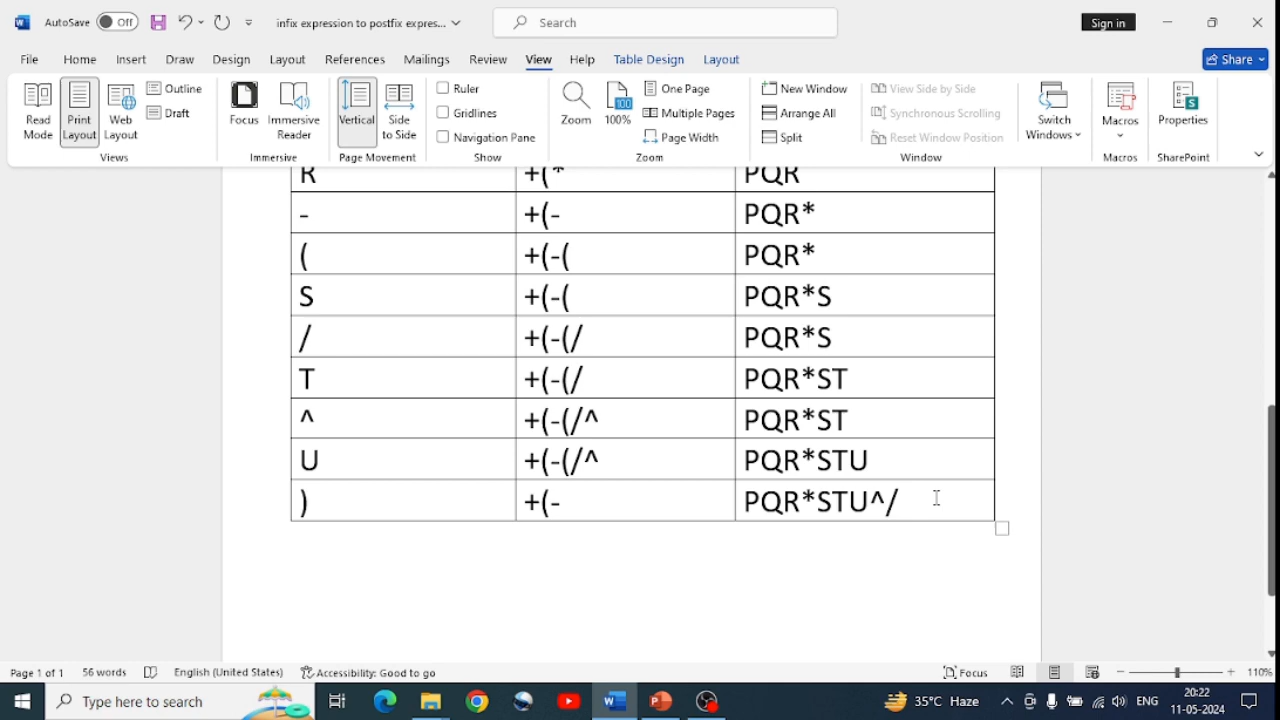 AutoSave Off infix expression to postfix expres... Search Sign in
File Home Insert Draw Design Layout References Mailings Review View Help Table Design Layout Share
Read Mode
Print Layout
Web Layout
Outline
Draft
Views
Focus
Immersive Reader
Immersive
Vertical
Side to Side
Page Movement
Ruler
Gridlines
Navigation Pane
Show
Zoom
100
100%
One Page
Multiple Pages
Page Width
Zoom
New Window
Arrange All
Split
View Side by Side
Synchronous Scrolling
Reset Window Position
Switch Windows
Window
Macros
Macros
Properties
SharePoint
R +(* PQR
- +(- PQR*
( +(-( PQR*
S +(-( PQR*S
/ +(-(/ PQR*S
T +(-(/ PQR*ST
^ +(-(/^ PQR*ST
U +(-(/^ PQR*STU
) +(- PQR*STU^/
Page 1 of 1 56 words English (United States) Accessibility: Good to go Focus 110%
Type here to search 35°C Haze ENG 20:22
11-05-2024